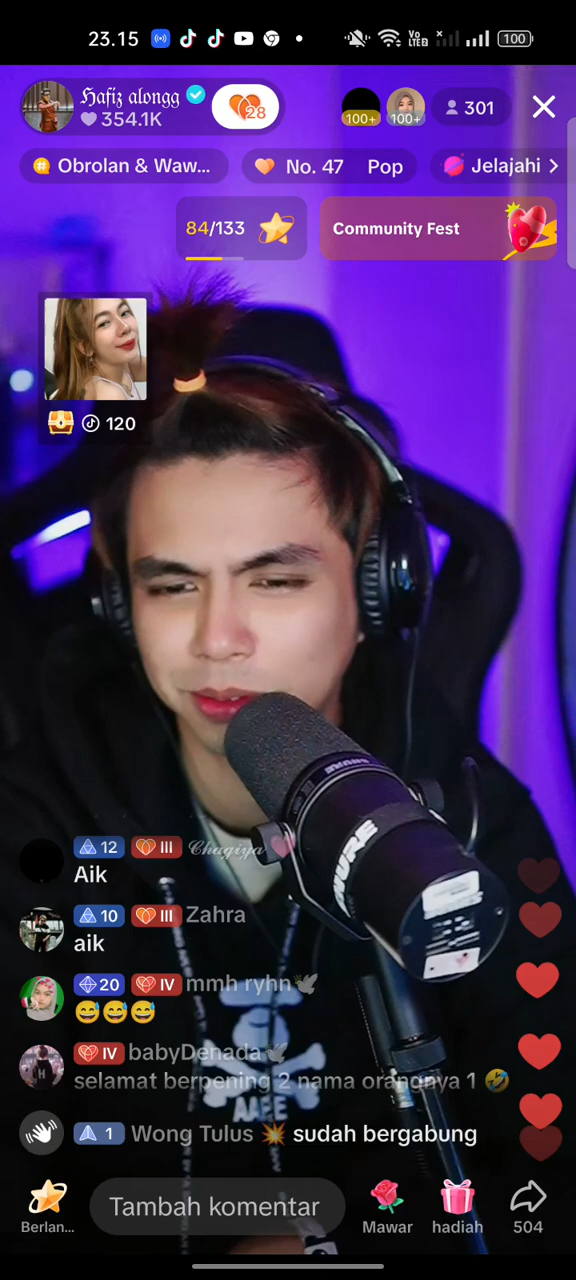 23.15
Vo
LTE2
100
Hafiz alongg
354.1K
28
100+
100+
301
Obrolan & Waw...
No. 47 Pop
Jelajahi
84/133
Community Fest
120
SHURE
12 III Chagiya
Aik
10 III Zahra
aik
20 IV mmh ryhn
😅😅😅
IV babyDenada
selamat berpening 2 nama orangnya 1 🤣
1 Wong Tulus 💥 sudah bergabung
Berlan...
Tambah komentar
Mawar
hadiah
504